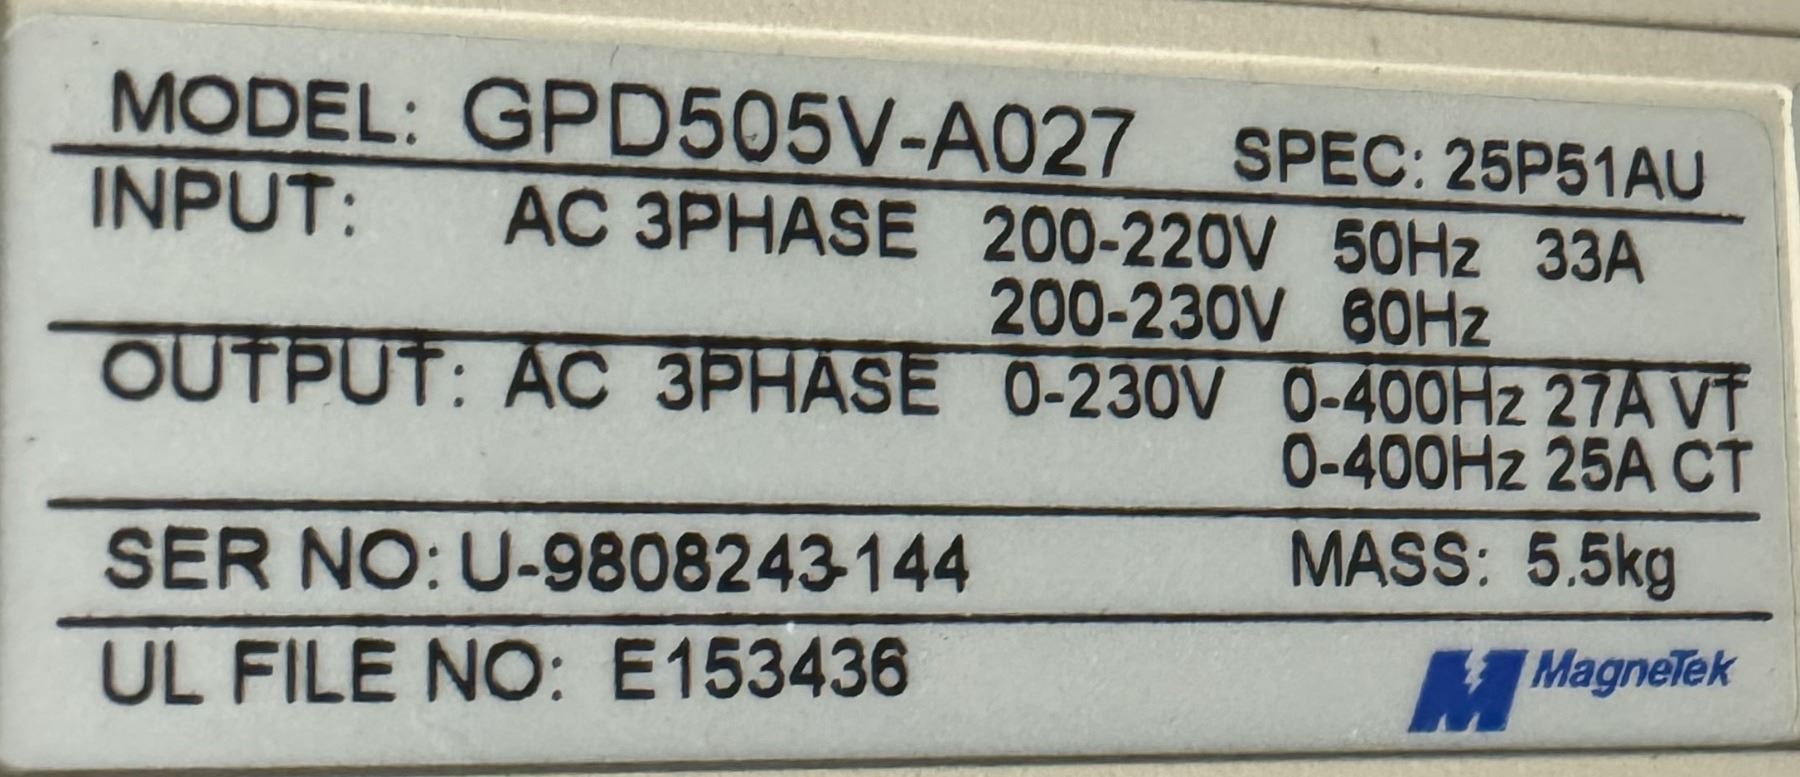 MODEL: GPD505V-A027 SPEC: 25P51AU
INPUT: AC 3PHASE 200-220V 50Hz 33A
200-230V 60Hz
OUTPUT: AC 3PHASE 0-230V 0-400Hz 27A VT
0-400Hz 25A CT
SER NO: U-9808243-144 MASS: 5.5kg
UL FILE NO: E153436 MagneTek